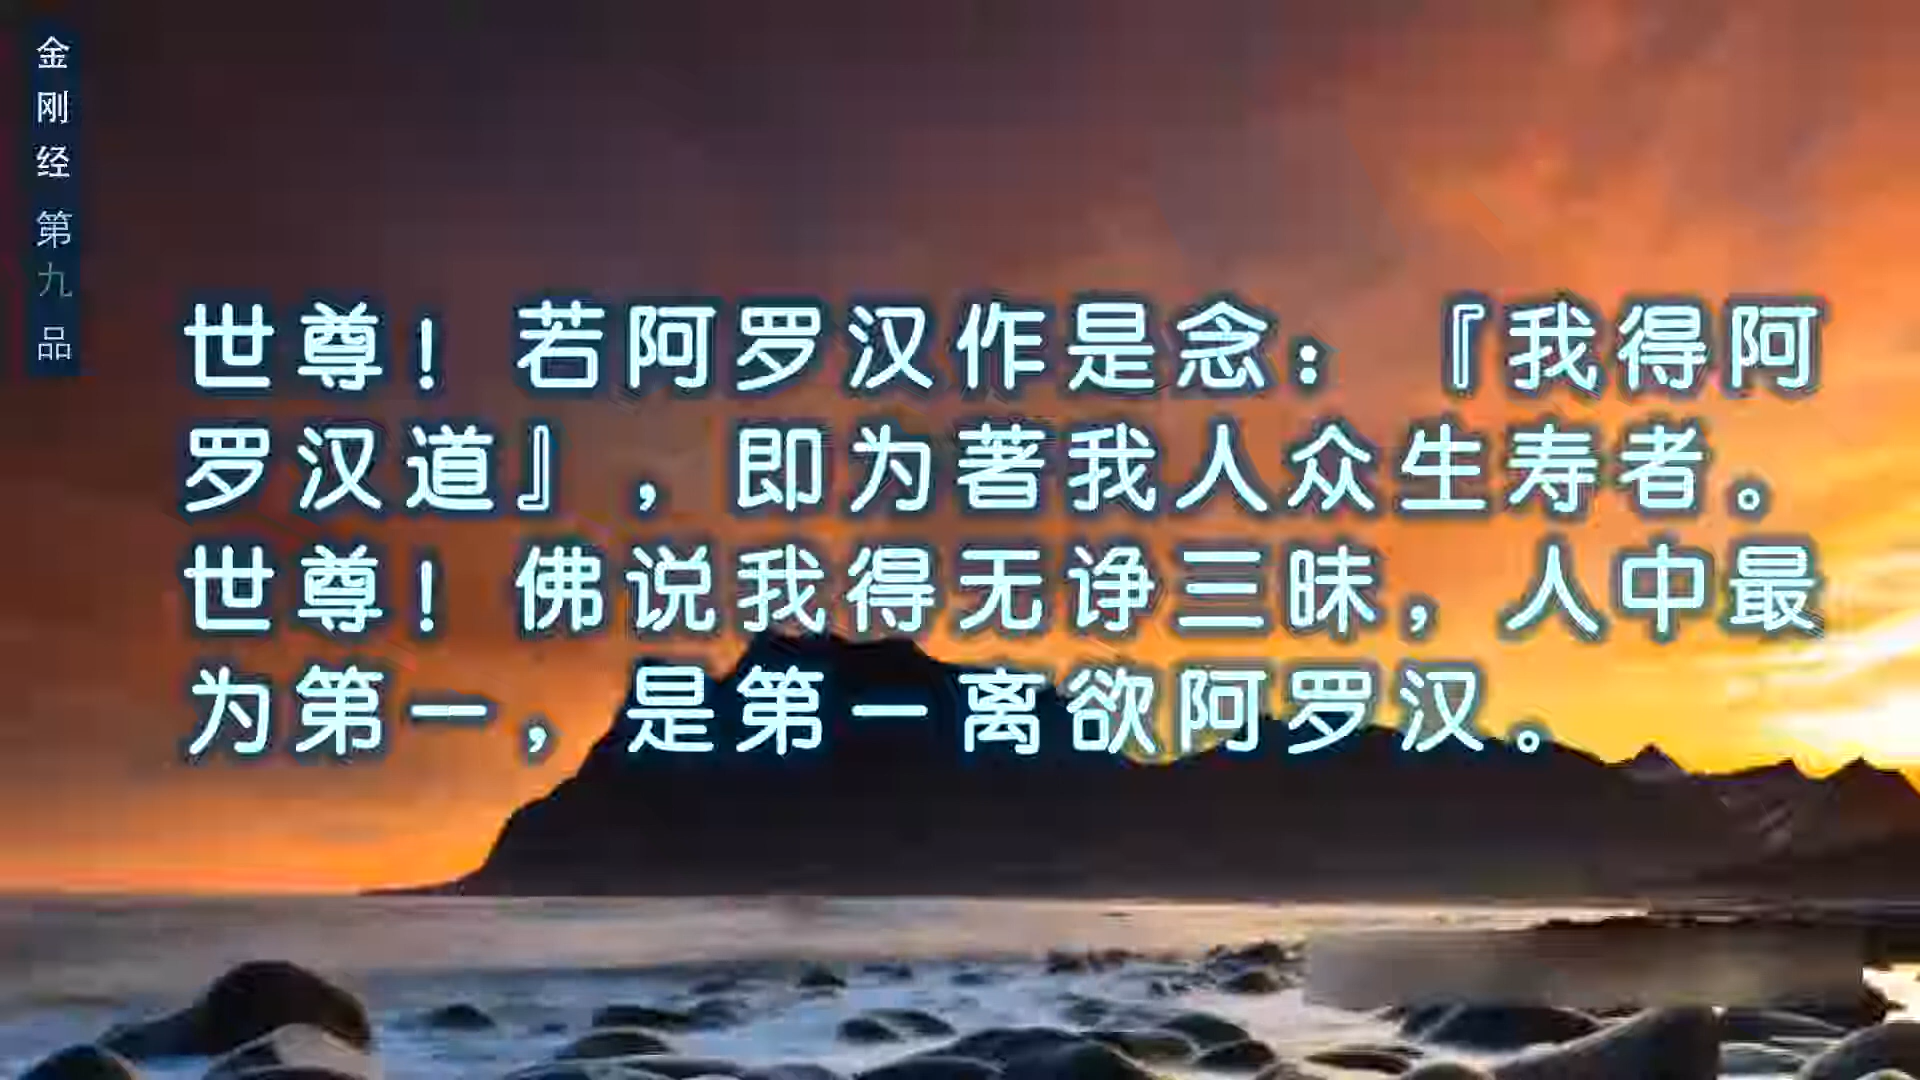 金刚经 第九品
世尊！若阿罗汉作是念：『我得阿
罗汉道』，即为著我人众生寿者。
世尊！佛说我得无诤三昧，人中最
为第一，是第一离欲阿罗汉。